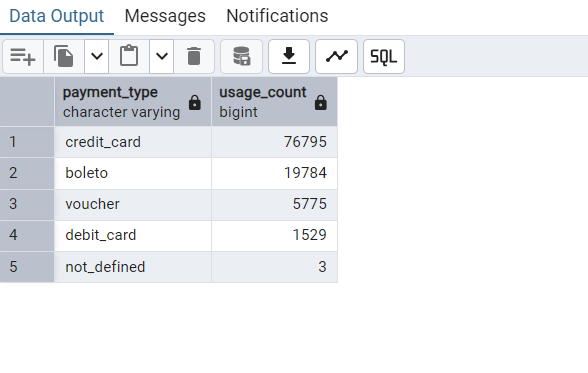 Data Output Messages Notifications
SQL
payment_type usage_count
character varying bigint
1 credit_card 76795
2 boleto 19784
3 voucher 5775
4 debit_card 1529
5 not_defined 3